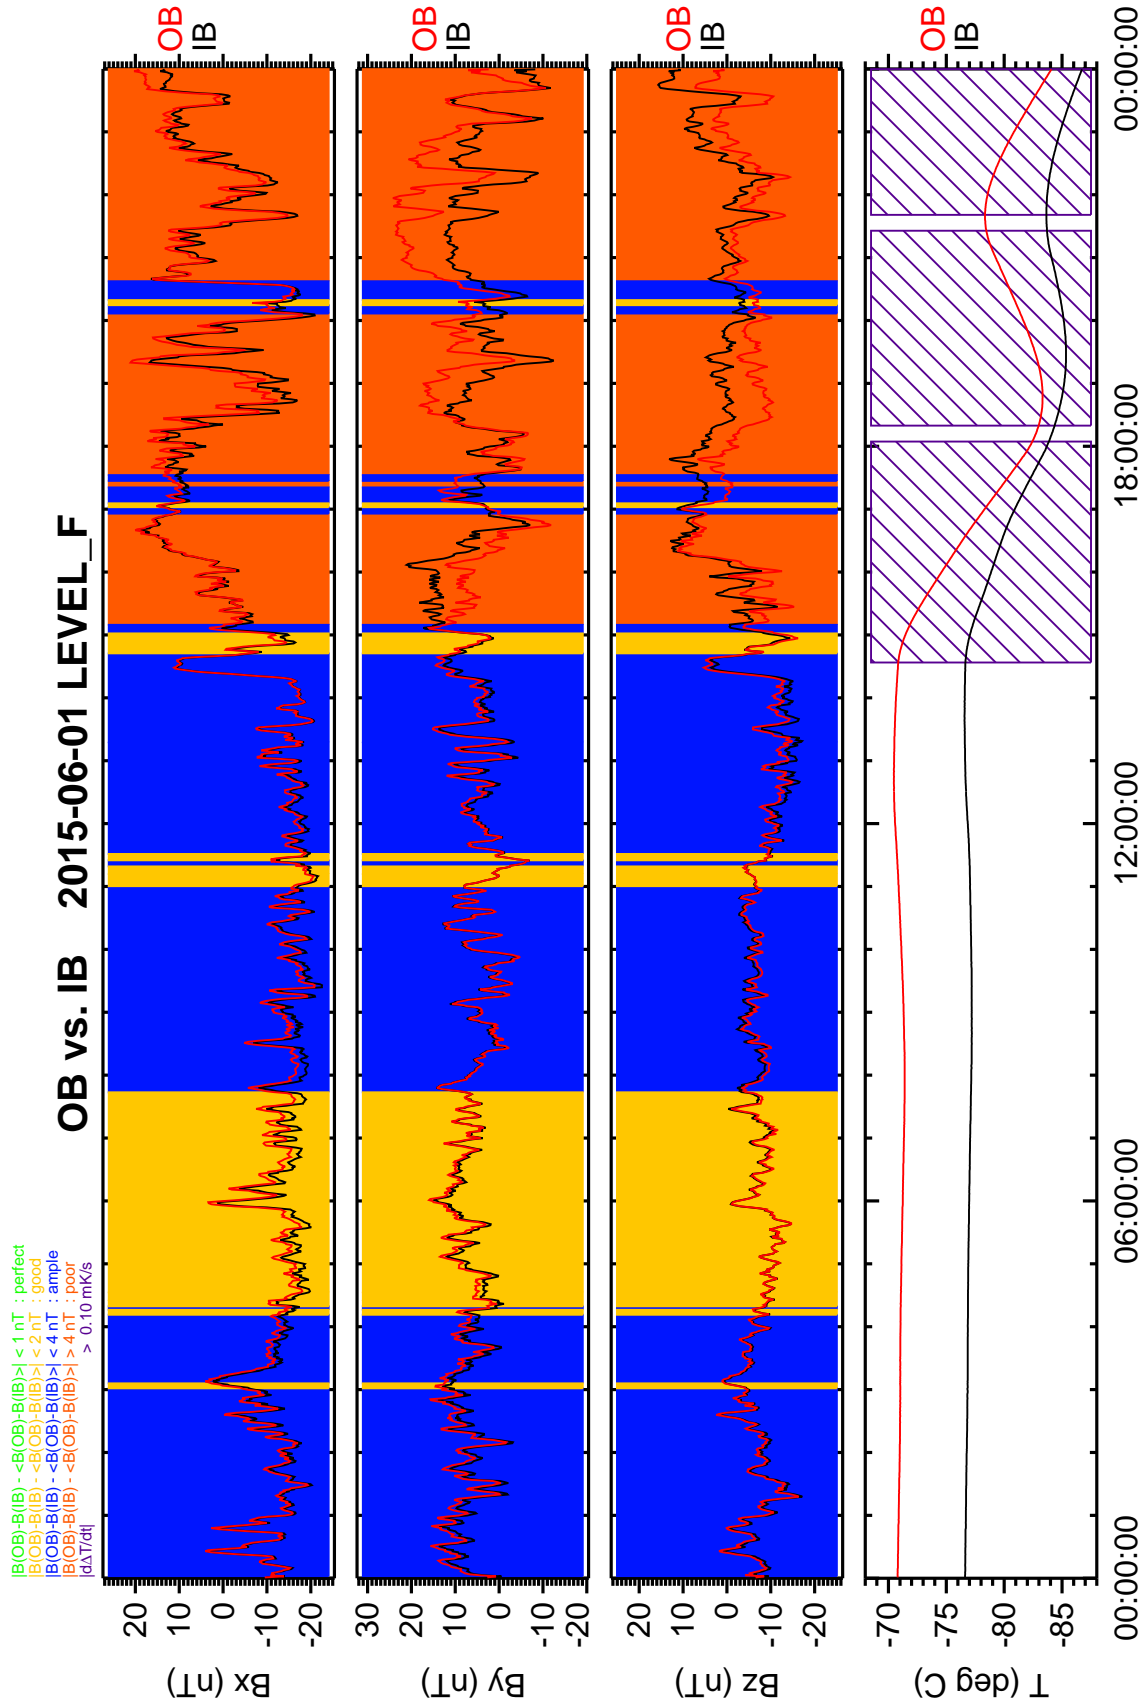 OB vs. IB 2015-06-01 LEVEL_F
|B(OB)-B(IB) - <B(OB)-B(IB)>| < 1 nT : perfect
|B(OB)-B(IB) - <B(OB)-B(IB)>| < 2 nT : good
|B(OB)-B(IB) - <B(OB)-B(IB)>| < 4 nT : ample
|B(OB)-B(IB) - <B(OB)-B(IB)>| > 4 nT : poor
|dΔT/dt| > 0.10 mK/s
Bx (nT)
20
10
0
-10
-20
OB
IB
By (nT)
30
20
10
0
-10
-20
OB
IB
Bz (nT)
10
0
-10
-20
OB
IB
T (deg C)
-70
-75
-80
-85
OB
IB
00:00:00
06:00:00
12:00:00
18:00:00
00:00:00